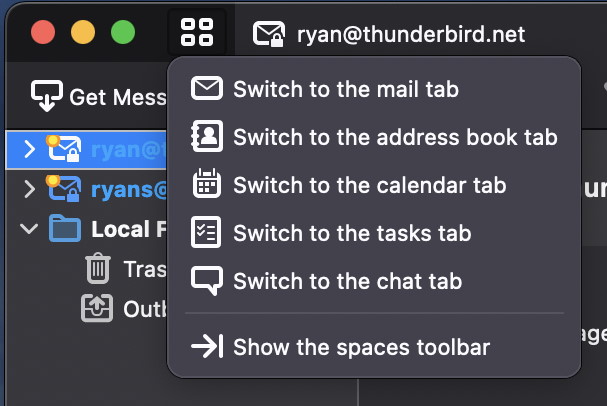 ryan@thunderbird.net
Get Mess
Switch to the mail tab
Switch to the address book tab
Switch to the calendar tab
Switch to the tasks tab
Switch to the chat tab
Show the spaces toolbar
ryan@
ryans@
Local F
Tras
Outb